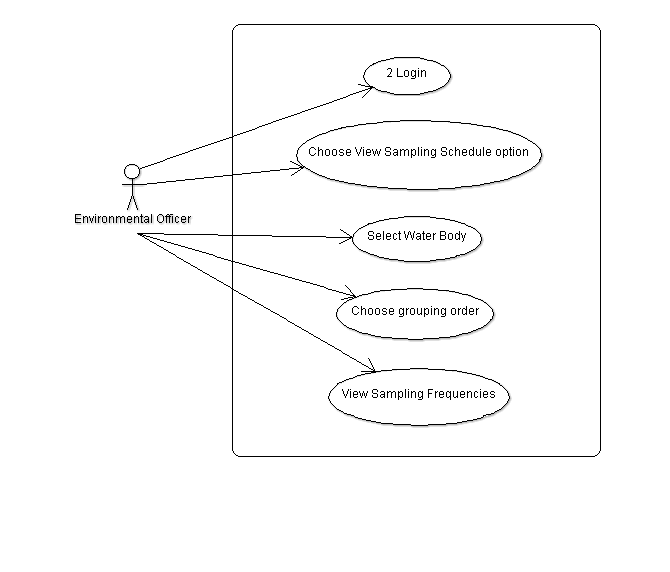 2 Login
Choose View Sampling Schedule option
Environmental Officer
Select Water Body
Choose grouping order
View Sampling Frequencies